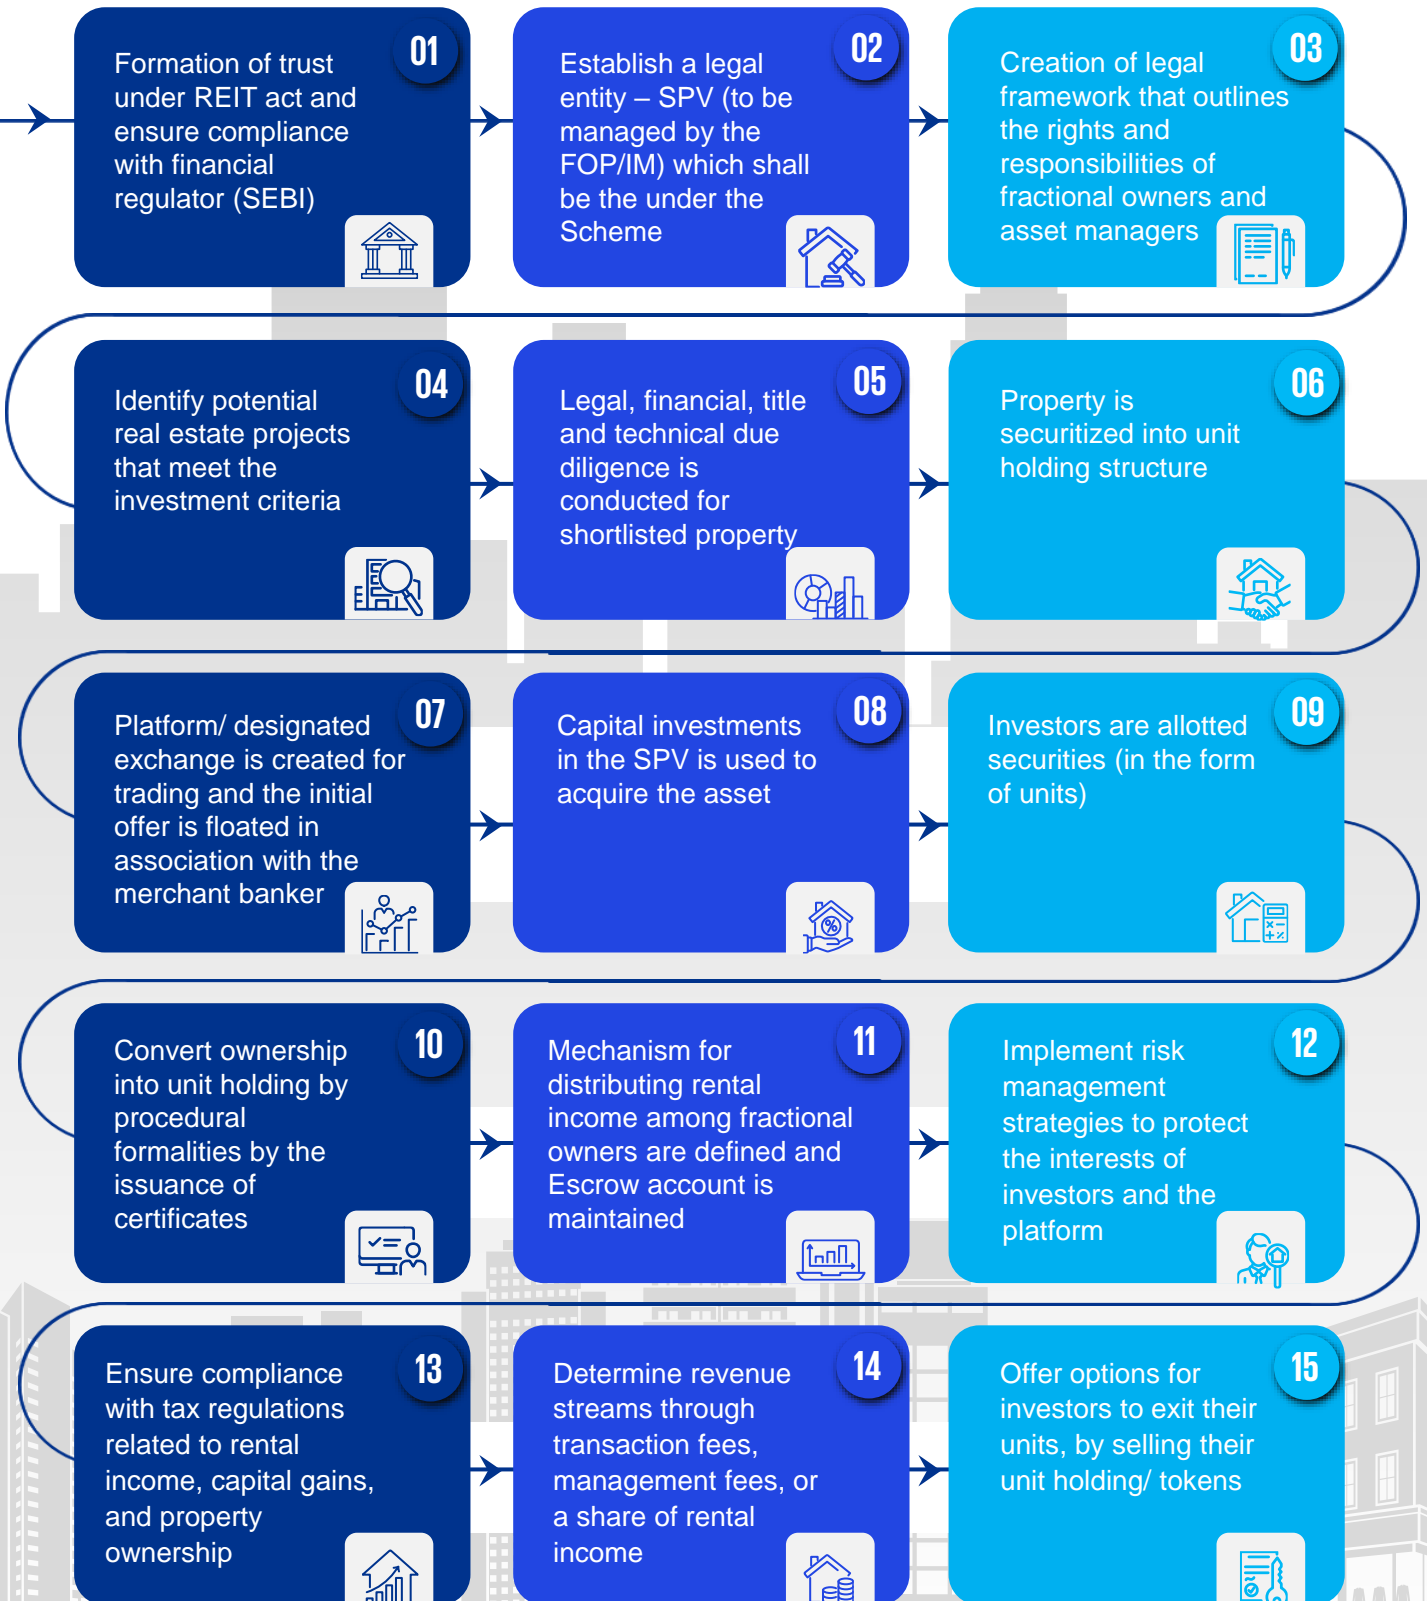 01
Formation of trust
under REIT act and
ensure compliance
with financial
regulator (SEBI)
02
Establish a legal
entity – SPV (to be
managed by the
FOP/IM) which shall
be the under the
Scheme
03
Creation of legal
framework that outlines
the rights and
responsibilities of
fractional owners and
asset managers
04
Identify potential
real estate projects
that meet the
investment criteria
05
Legal, financial, title
and technical due
diligence is
conducted for
shortlisted property
06
Property is
securitized into unit
holding structure
07
Platform/ designated
exchange is created for
trading and the initial
offer is floated in
association with the
merchant banker
08
Capital investments
in the SPV is used to
acquire the asset
09
Investors are allotted
securities (in the form
of units)
10
Convert ownership
into unit holding by
procedural
formalities by the
issuance of
certificates
11
Mechanism for
distributing rental
income among fractional
owners are defined and
Escrow account is
maintained
12
Implement risk
management
strategies to protect
the interests of
investors and the
platform
13
Ensure compliance
with tax regulations
related to rental
income, capital gains,
and property
ownership
14
Determine revenue
streams through
transaction fees,
management fees, or
a share of rental
income
15
Offer options for
investors to exit their
units, by selling their
unit holding/ tokens